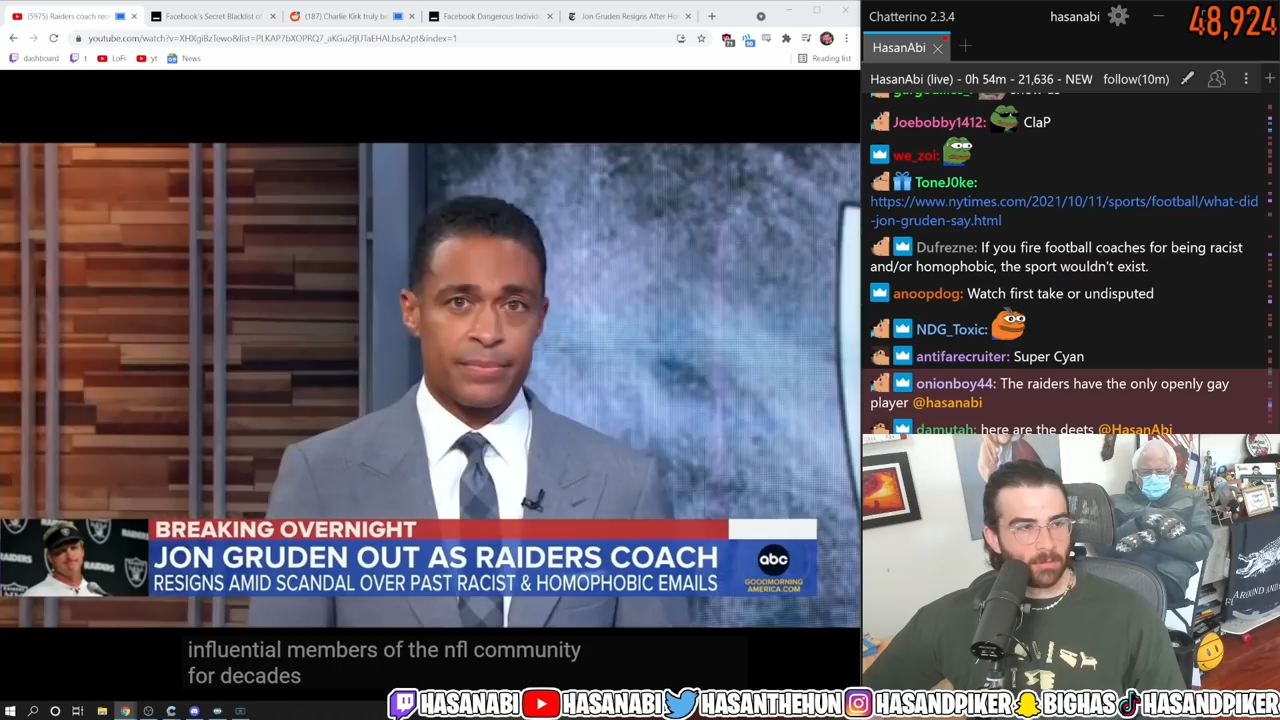 (5975) Raiders coach res
Facebook's Secret Blacklist of
(187) Charlie Kirk truly be
Facebook Dangerous Individ
Jon Gruden Resigns After Ho
youtube.com/watch?v=XHXgiBzTewo&list=PLKAP7bXOPRQ7_aKGu2fJUTaEHALbsA2pt&index=1
dashboard
t
LoFi
yt
News
Reading list
BREAKING OVERNIGHT
JON GRUDEN OUT AS RAIDERS COACH
RESIGNS AMID SCANDAL OVER PAST RACIST & HOMOPHOBIC EMAILS
abc
GOODMORNING
AMERICA.COM
RAIDERS
influential members of the nfl community
for decades
Chatterino 2.3.4
hasanabi
48,924
HasanAbi
HasanAbi (live) - 0h 54m - 21,636 - NEW
follow(10m)
Joebobby1412: ClaP
we_zoi:
ToneJ0ke:
https://www.nytimes.com/2021/10/11/sports/football/what-did
-jon-gruden-say.html
Dufrezne: If you fire football coaches for being racist
and/or homophobic, the sport wouldn't exist.
anoopdog: Watch first take or undisputed
NDG_Toxic:
antifarecruiter: Super Cyan
onionboy44: The raiders have the only openly gay
player @hasanabi
damutah: here are the deets @HasanAbi
AROUND AND
HASANABI
HASANABI
HASANTHEHUN
HASANDPIKER
BIGHAS
HASANDPIKER